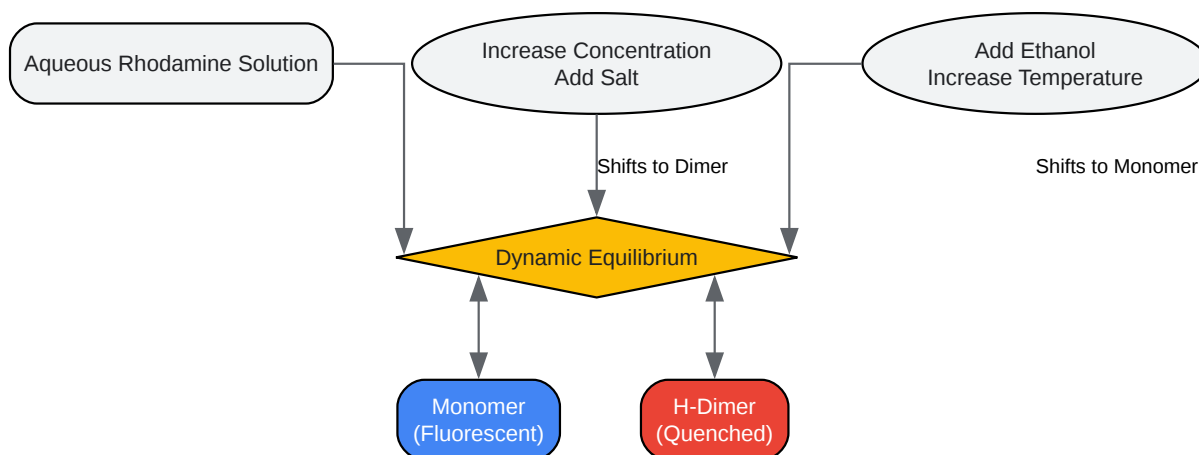 Aqueous Rhodamine Solution
Increase Concentration
Add Salt
Add Ethanol
Increase Temperature
Shifts to Dimer
Shifts to Monomer
Dynamic Equilibrium
Monomer
(Fluorescent)
H-Dimer
(Quenched)